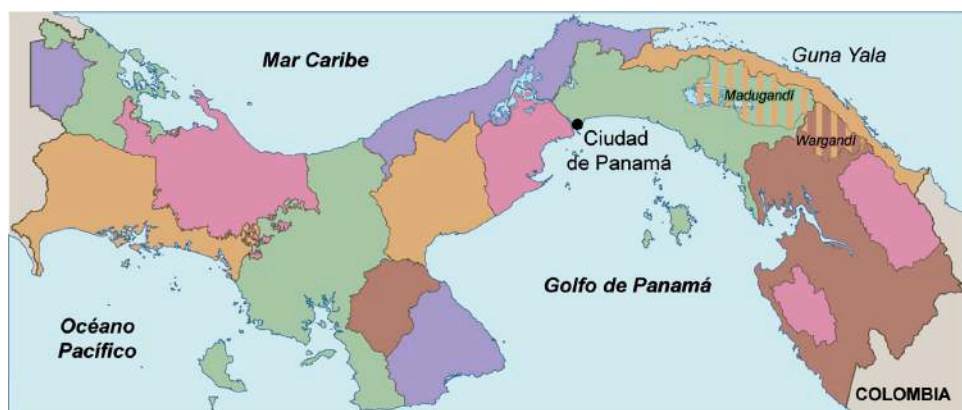 Mar Caribe
Guna Yala
Madugandí
Wargandí
Ciudad
de Panamá
Golfo de Panamá
Océano
Pacífico
COLOMBIA